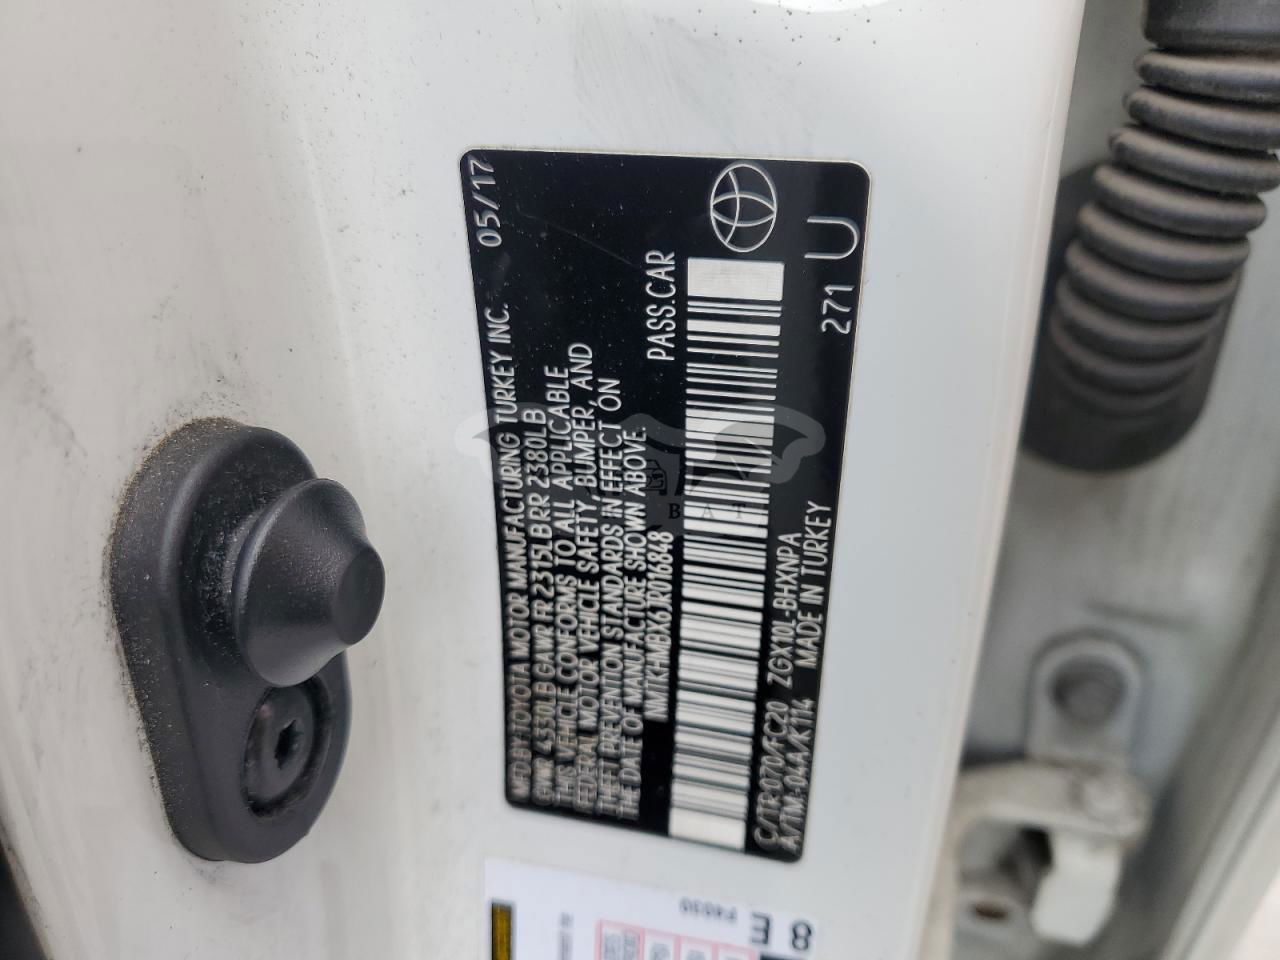 MFD BY: TOYOTA MOTOR MANUFACTURING TURKEY INC. 05/17
GVWR 4530LB GAWR FR 2315LB RR 2380LB
THIS VEHICLE CONFORMS TO ALL APPLICABLE
FEDERAL MOTOR VEHICLE SAFETY, BUMPER, AND
THEFT PREVENTION STANDARDS IN EFFECT ON
THE DATE OF MANUFACTURE SHOWN ABOVE.
NMTKHMBX6JR016848 PASS.CAR
C/TR:070/FC20 ZGX10L-BHXNPA 271
A/TM:-04A/K114 MADE IN TURKEY U
8E